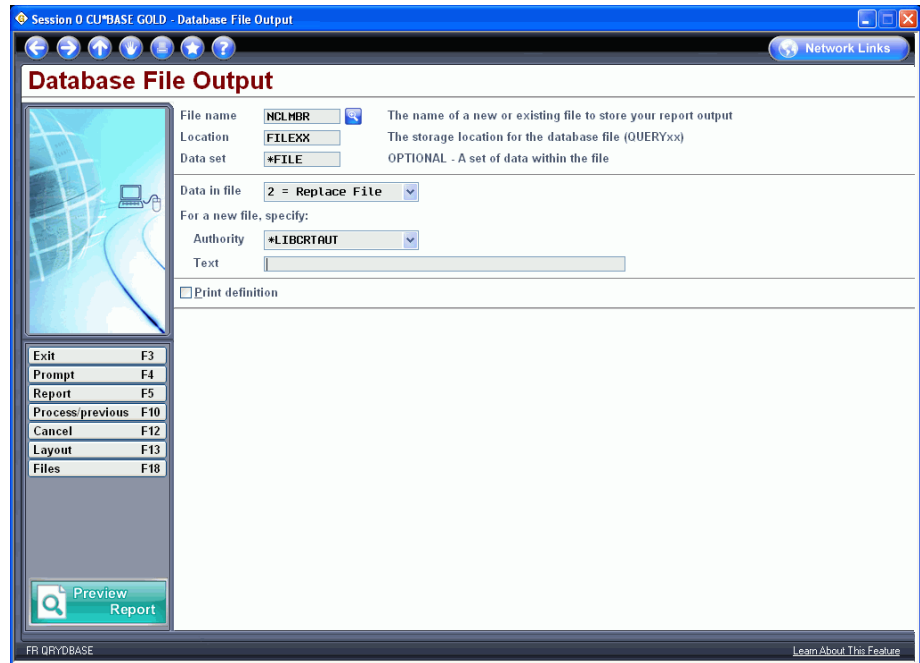 Session 0 CU*BASE GOLD - Database File Output
Network Links
Database File Output
File name NCLMBR The name of a new or existing file to store your report output
Location FILEXX The storage location for the database file (QUERYxx)
Data set *FILE OPTIONAL - A set of data within the file
Data in file 2 = Replace File
For a new file, specify:
Authority *LIBCRTAUT
Text
Print definition
Exit F3
Prompt F4
Report F5
Process/previous F10
Cancel F12
Layout F13
Files F18
Preview
Report
FR QRYDBASE Learn About This Feature